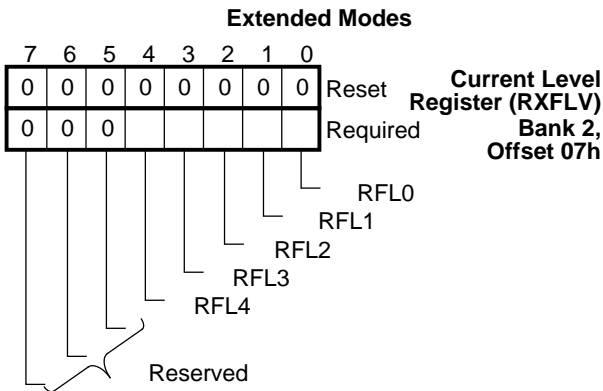 Extended Modes
7 6 5 4 3 2 1 0
0 0 0 0 0 0 0 0 Reset
0 0 0 Required
Current Level
Register (RXFLV)
Bank 2,
Offset 07h
RFL0
RFL1
RFL2
RFL3
RFL4
Reserved